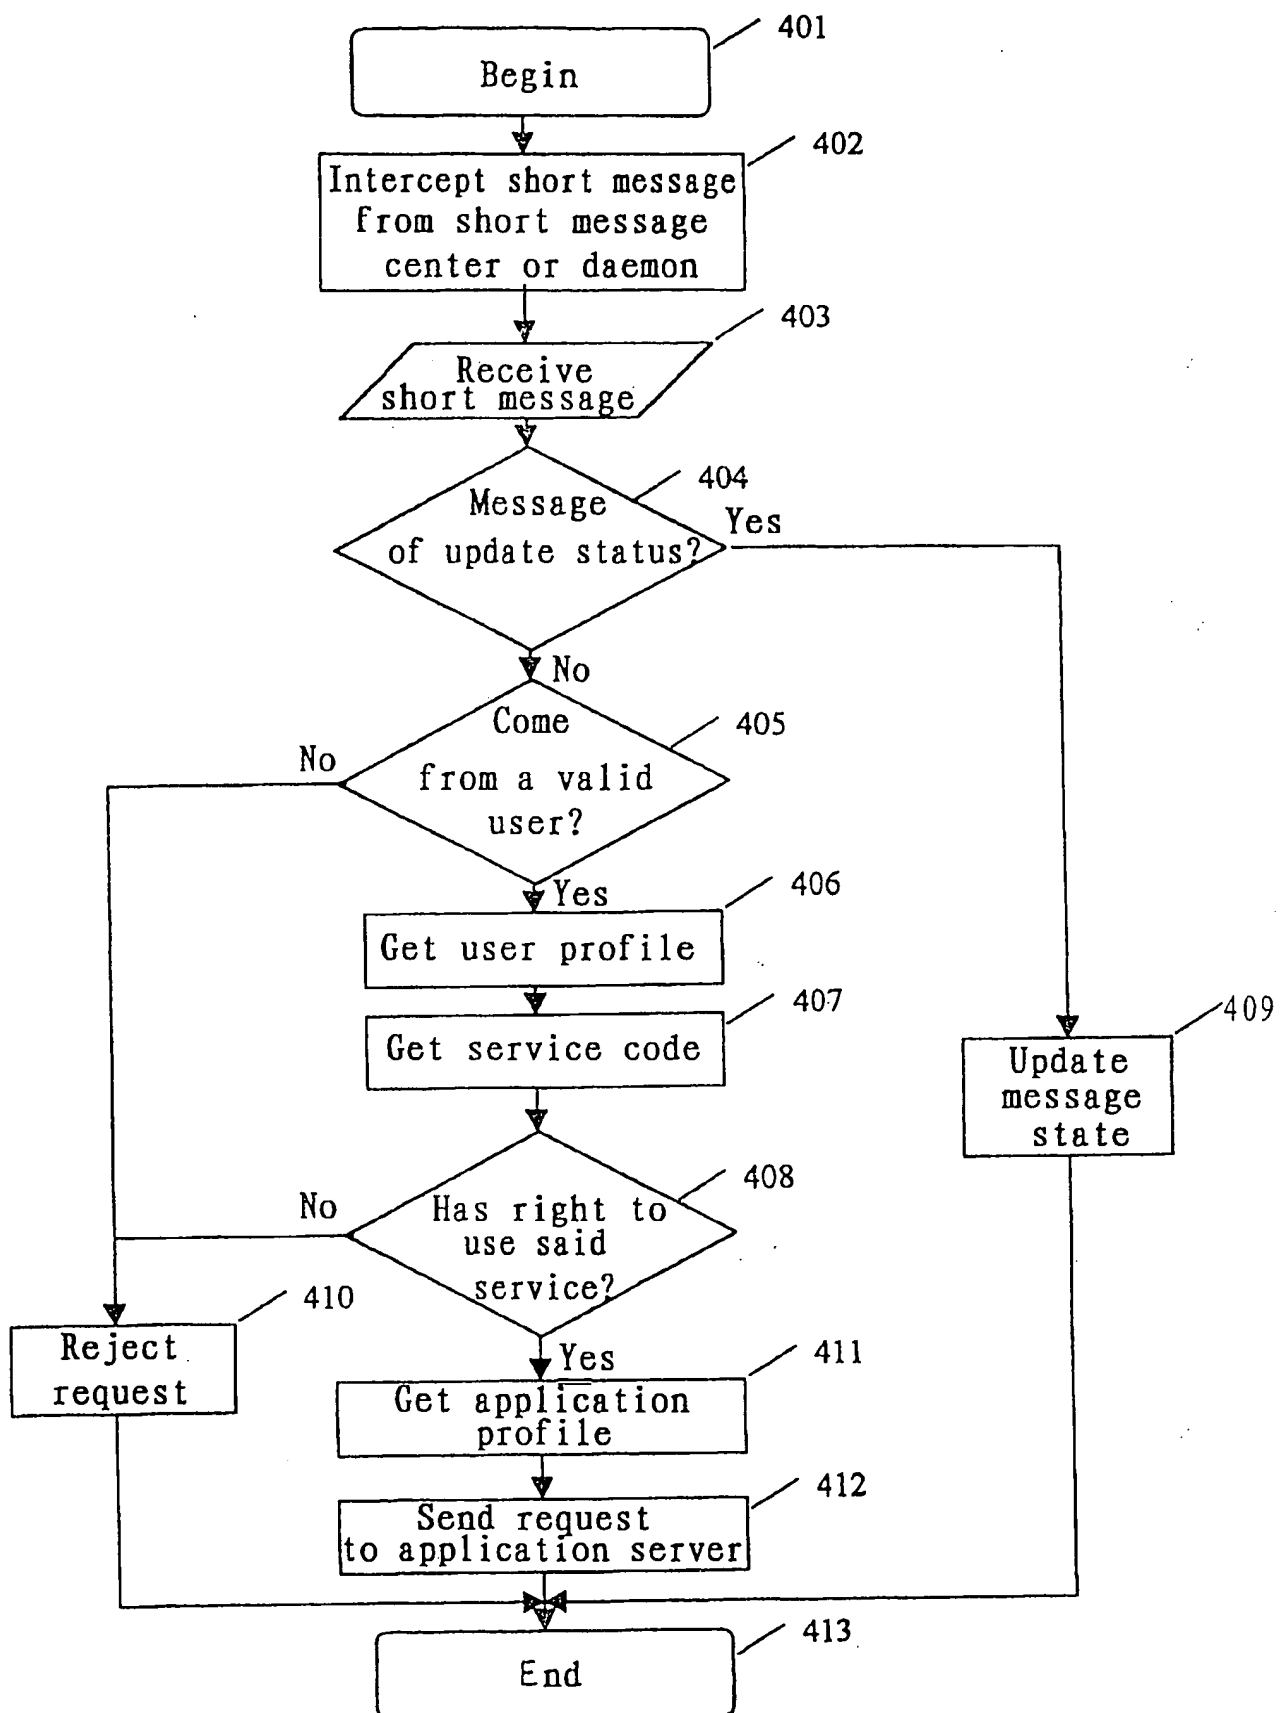 401
Begin
402
Intercept short message
from short message
center or daemon
403
Receive
short message
404
Message
of update status?
Yes
No
405
Come
from a valid
user?
No
Yes
406
Get user profile
407
Get service code
409
Update
message
state
408
Has right to
use said
service?
No
410
Reject
request
Yes
411
Get application
profile
412
Send request
to application server
413
End